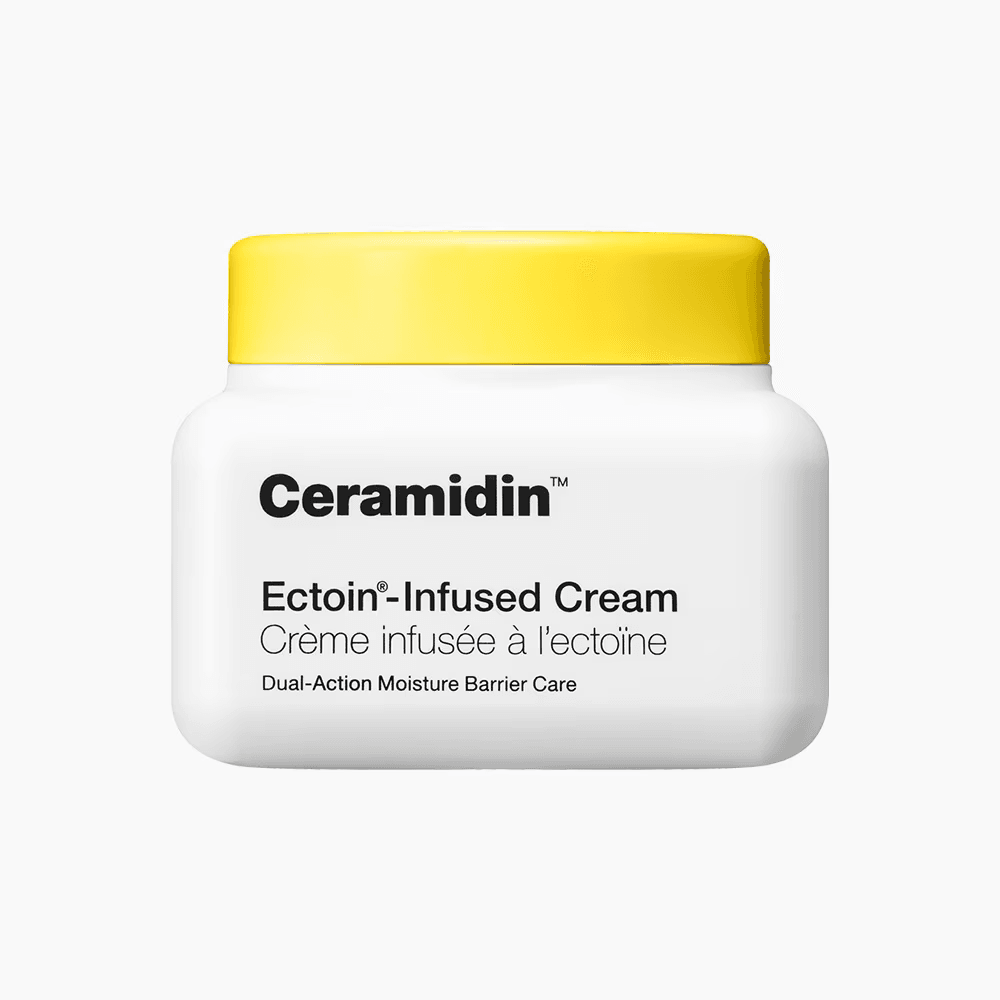 Ceramidin™
Ectoin®-Infused Cream
Crème infusée à l'ectoïne
Dual-Action Moisture Barrier Care